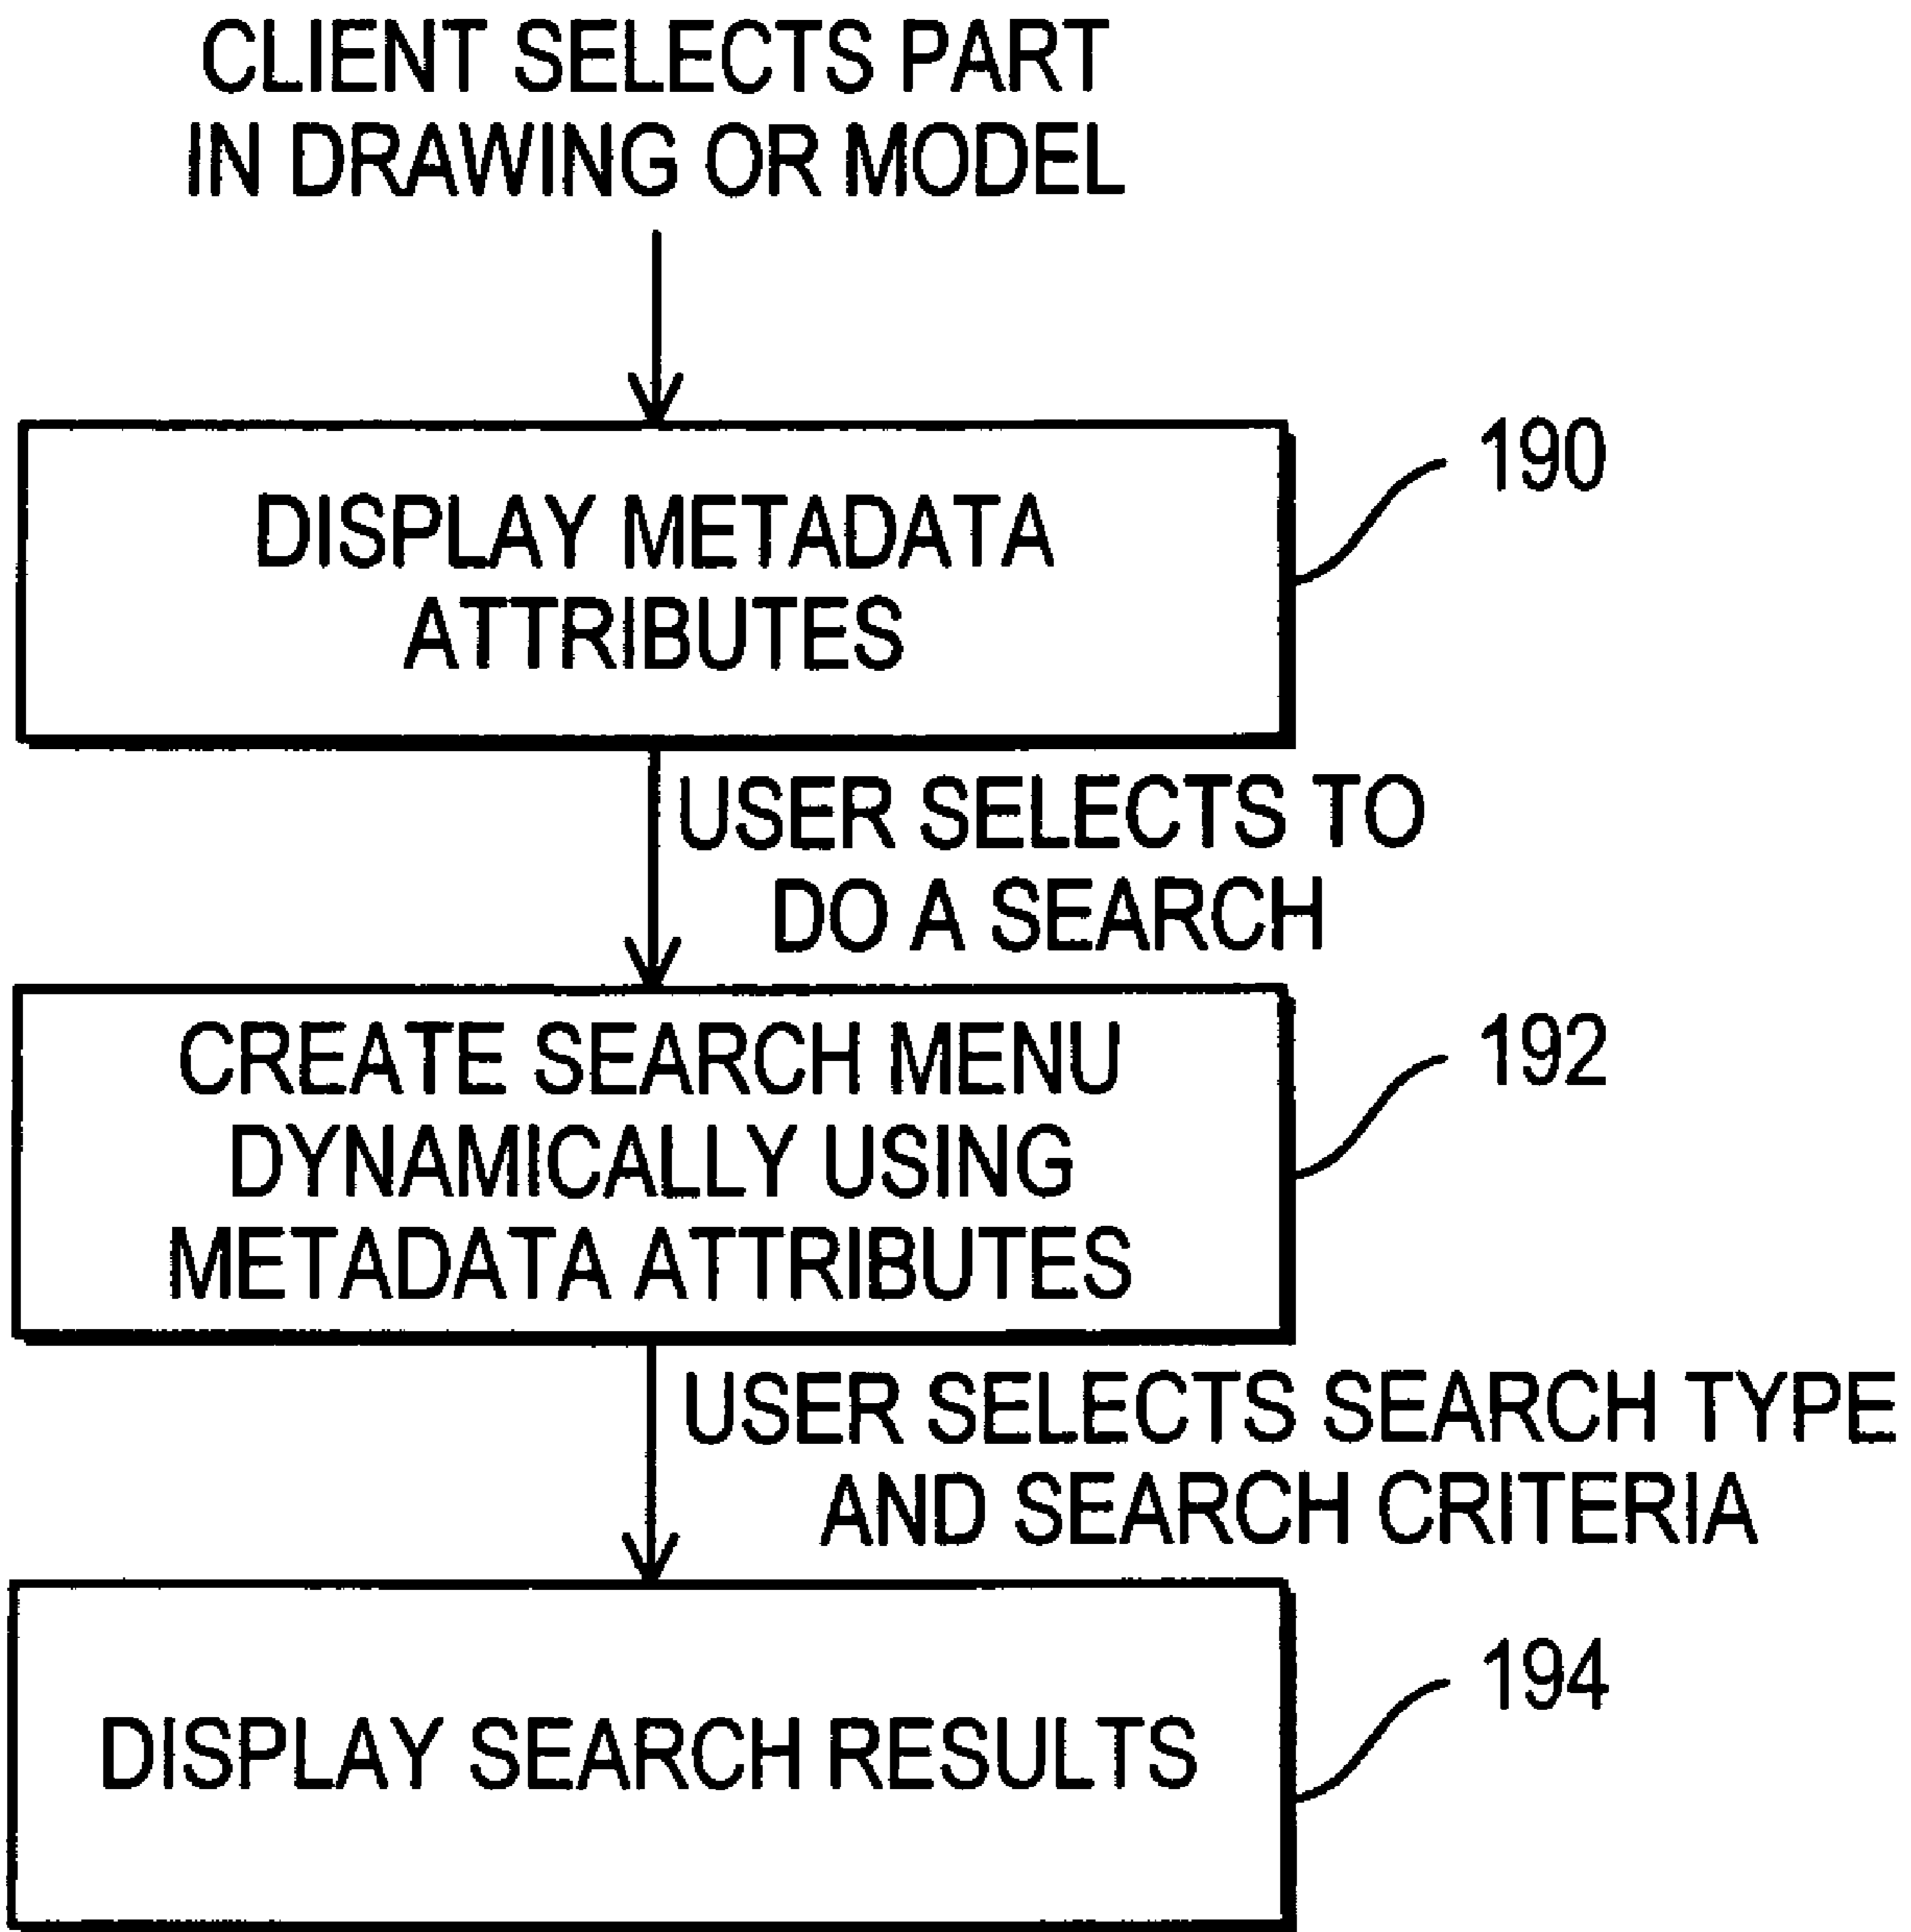 CLIENT SELECTS PART
IN DRAWING OR MODEL
190
DISPLAY METADATA
ATTRIBUTES
USER SELECTS TO
DO A SEARCH
192
CREATE SEARCH MENU
DYNAMICALLY USING
METADATA ATTRIBUTES
USER SELECTS SEARCH TYPE
AND SEARCH CRITERIA
194
DISPLAY SEARCH RESULTS